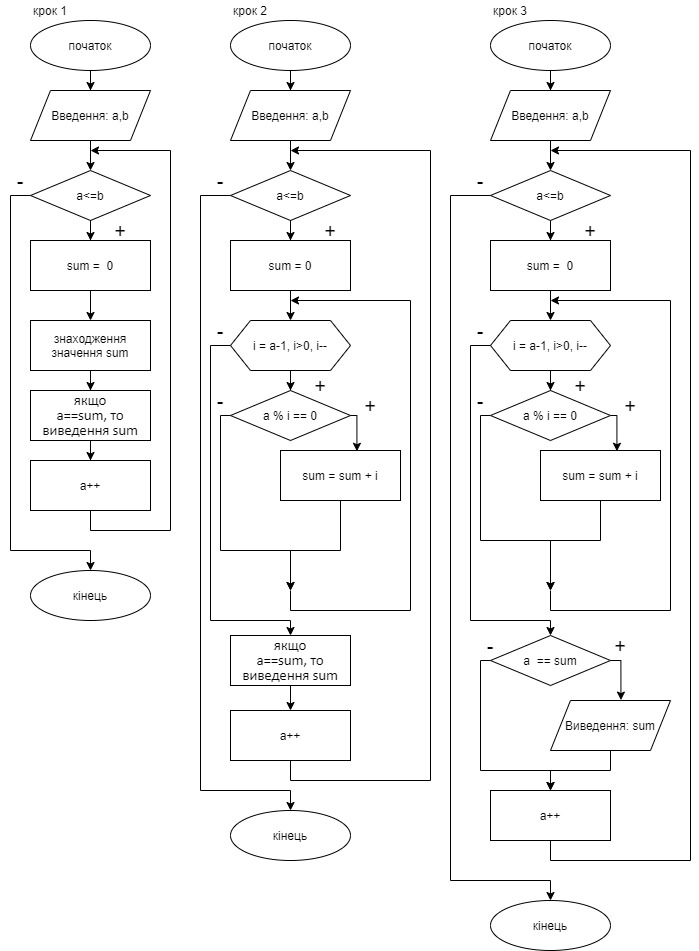 крок 1
початок
Введення: a,b
a<=b
-
+
sum = 0
знаходження
значення sum
якщо
a==sum, то
виведення sum
a++
кінець
крок 2
початок
Введення: a,b
a<=b
-
+
sum = 0
i = a-1, i>0, i--
-
+
a % i == 0
-
+
sum = sum + i
якщо
a==sum, то
виведення sum
a++
кінець
крок 3
початок
Введення: a,b
a<=b
-
+
sum = 0
i = a-1, i>0, i--
-
+
a % i == 0
-
+
sum = sum + i
a == sum
-
+
Виведення: sum
a++
кінець